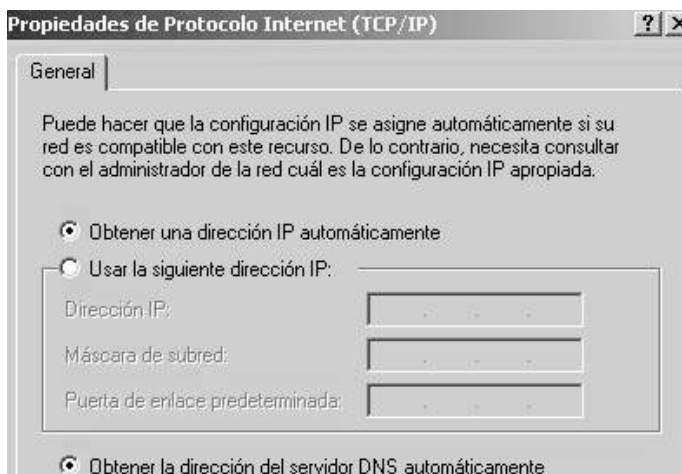 Propiedades de Protocolo Internet (TCP/IP)
General
Puede hacer que la configuración IP se asigne automáticamente si su
red es compatible con este recurso. De lo contrario, necesita consultar
con el administrador de la red cuál es la configuración IP apropiada.
Obtener una dirección IP automáticamente
Usar la siguiente dirección IP:
Dirección IP:
Máscara de subred:
Puerta de enlace predeterminada:
Obtener la dirección del servidor DNS automáticamente